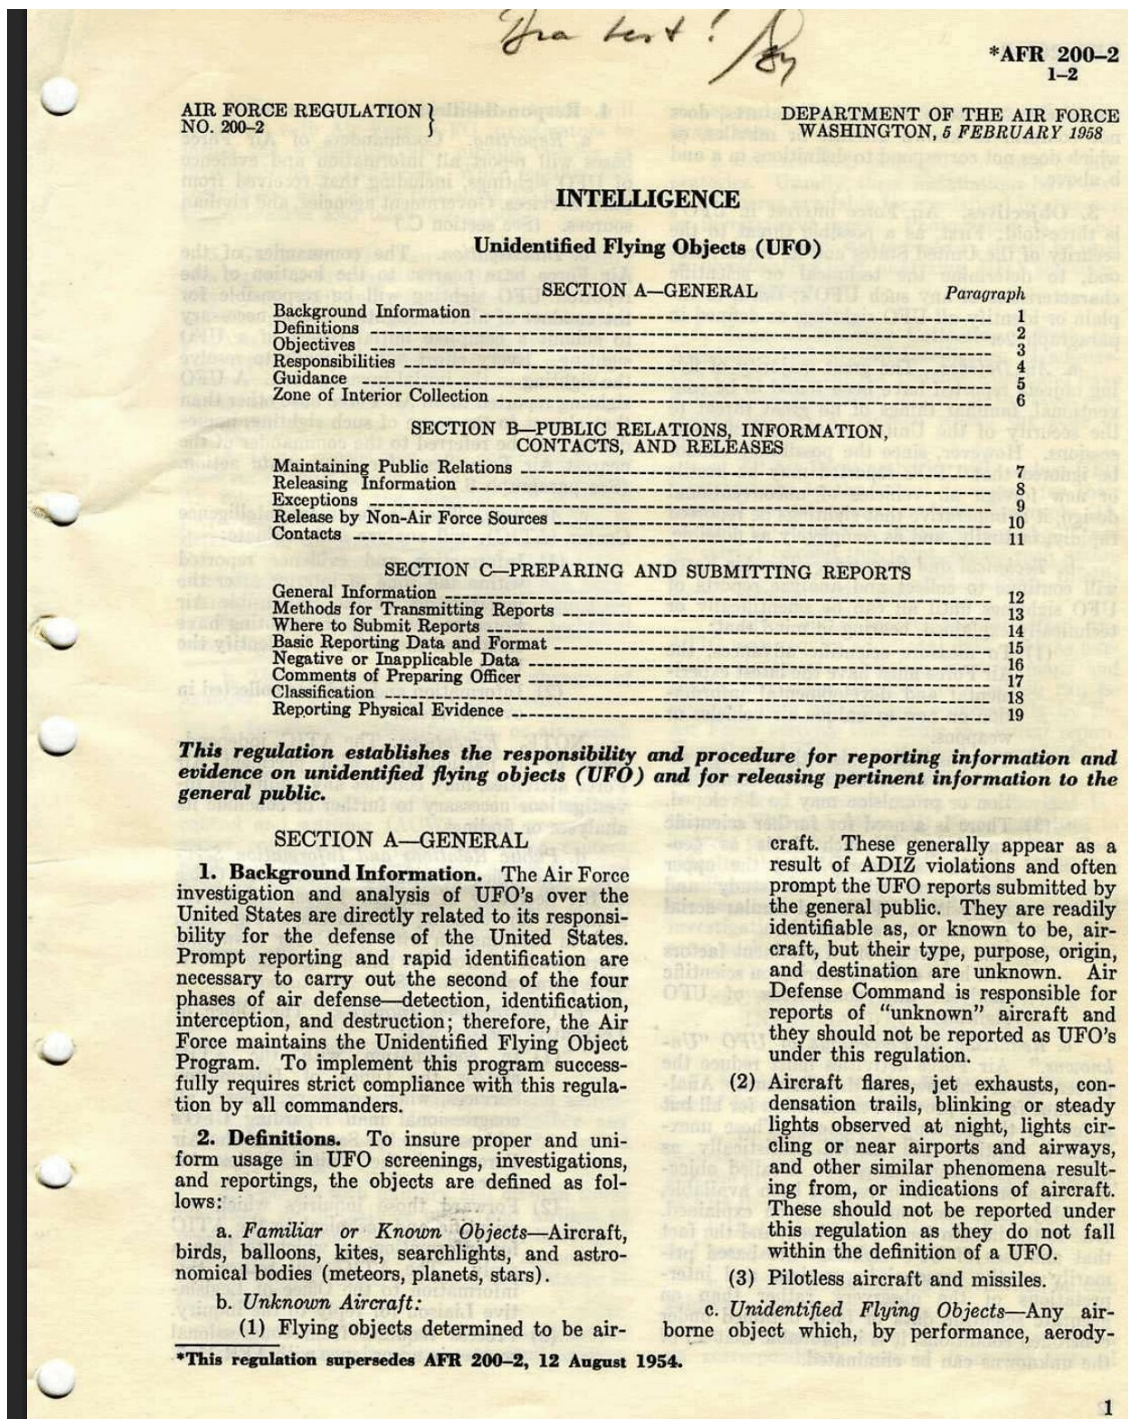 *AFR 200–2
1–2
AIR FORCE REGULATION }
NO. 200–2
DEPARTMENT OF THE AIR FORCE
WASHINGTON, 5 FEBRUARY 1958
INTELLIGENCE
Unidentified Flying Objects (UFO)
SECTION A—GENERAL Paragraph
Background Information 1
Definitions 2
Objectives 3
Responsibilities 4
Guidance 5
Zone of Interior Collection 6
SECTION B—PUBLIC RELATIONS, INFORMATION,
CONTACTS, AND RELEASES
Maintaining Public Relations 7
Releasing Information 8
Exceptions 9
Release by Non-Air Force Sources 10
Contacts 11
SECTION C—PREPARING AND SUBMITTING REPORTS
General Information 12
Methods for Transmitting Reports 13
Where to Submit Reports 14
Basic Reporting Data and Format 15
Negative or Inapplicable Data 16
Comments of Preparing Officer 17
Classification 18
Reporting Physical Evidence 19
This regulation establishes the responsibility and procedure for reporting information and
evidence on unidentified flying objects (UFO) and for releasing pertinent information to the
general public.
SECTION A—GENERAL
1. Background Information. The Air Force
investigation and analysis of UFO's over the
United States are directly related to its responsi-
bility for the defense of the United States.
Prompt reporting and rapid identification are
necessary to carry out the second of the four
phases of air defense—detection, identification,
interception, and destruction; therefore, the Air
Force maintains the Unidentified Flying Object
Program. To implement this program success-
fully requires strict compliance with this regula-
tion by all commanders.
2. Definitions. To insure proper and uni-
form usage in UFO screenings, investigations,
and reportings, the objects are defined as fol-
lows:
a. Familiar or Known Objects—Aircraft,
birds, balloons, kites, searchlights, and astro-
nomical bodies (meteors, planets, stars).
b. Unknown Aircraft:
(1) Flying objects determined to be air-
craft. These generally appear as a
result of ADIZ violations and often
prompt the UFO reports submitted by
the general public. They are readily
identifiable as, or known to be, air-
craft, but their type, purpose, origin,
and destination are unknown. Air
Defense Command is responsible for
reports of "unknown" aircraft and
they should not be reported as UFO's
under this regulation.
(2) Aircraft flares, jet exhausts, con-
densation trails, blinking or steady
lights observed at night, lights cir-
cling or near airports and airways,
and other similar phenomena result-
ing from, or indications of aircraft.
These should not be reported under
this regulation as they do not fall
within the definition of a UFO.
(3) Pilotless aircraft and missiles.
c. Unidentified Flying Objects—Any air-
borne object which, by performance, aerody-
*This regulation supersedes AFR 200–2, 12 August 1954.
1